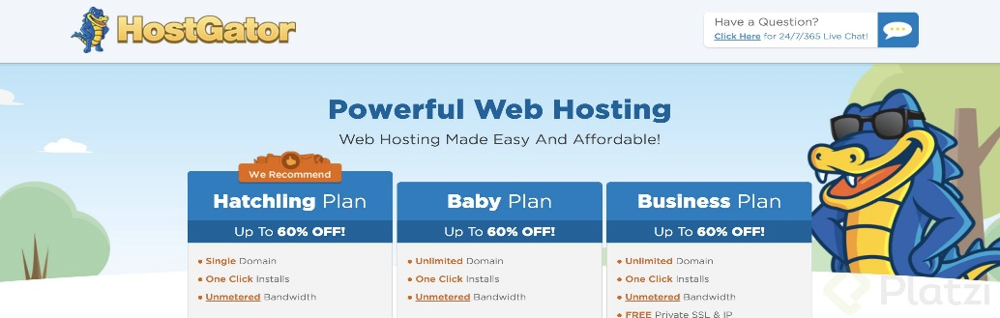 HostGator
Have a Question?
Click Here for 24/7/365 Live Chat!
Powerful Web Hosting
Web Hosting Made Easy And Affordable!
We Recommend
Hatchling Plan
Up To 60% OFF!
Single Domain
One Click Installs
Unmetered Bandwidth
Baby Plan
Up To 60% OFF!
Unlimited Domain
One Click Installs
Unmetered Bandwidth
Business Plan
Up To 60% OFF!
Unlimited Domain
One Click Installs
Unmetered Bandwidth
FREE Private SSL & IP
Platzi